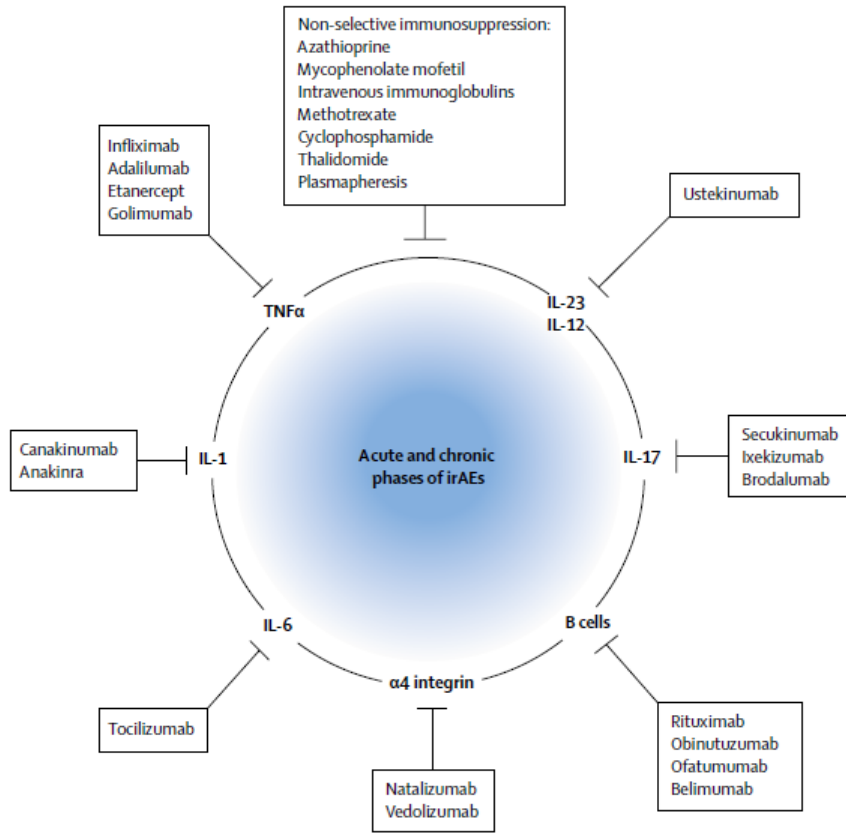 Non-selective immunosuppression:
Azathioprine
Mycophenolate mofetil
Intravenous immunoglobulins
Methotrexate
Cyclophosphamide
Thalidomide
Plasmapheresis
Infliximab
Adalilumab
Etanercept
Golimumab
Ustekinumab
TNFα
IL-23
IL-12
Canakinumab
Anakinra
IL-1
Acute and chronic
phases of irAEs
IL-17
Secukinumab
Ixekizumab
Brodalumab
IL-6
B cells
α4 integrin
Tocilizumab
Natalizumab
Vedolizumab
Rituximab
Obinutuzumab
Ofatumumab
Belimumab